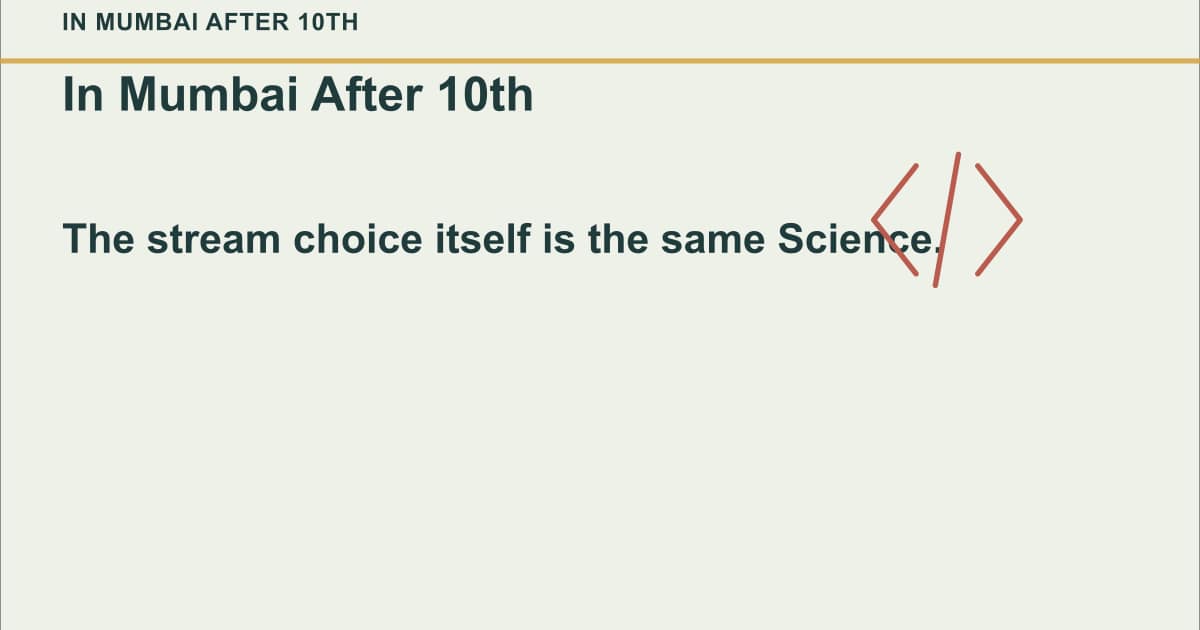 IN MUMBAI AFTER 10TH
In Mumbai After 10th
The stream choice itself is the same Science.